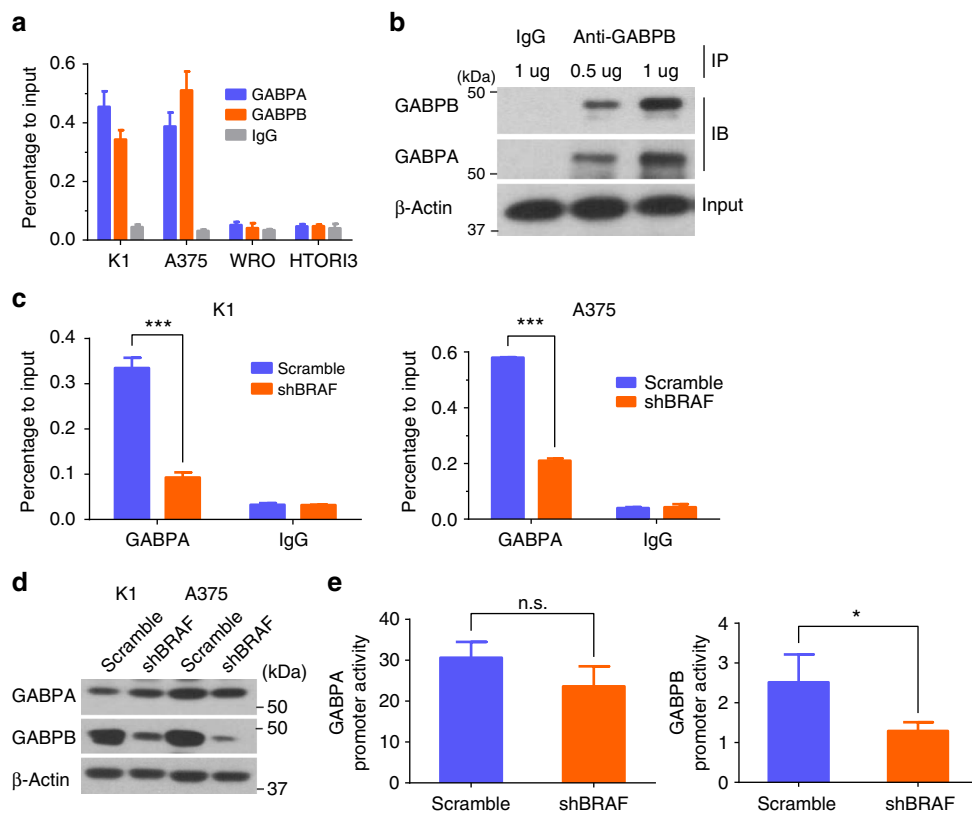 a
Percentage to input
0.6
0.4
0.2
0.0
GABPA
GABPB
IgG
K1 A375 WRO HTORI3
b
IgG Anti-GABPB
1 ug 0.5 ug 1 ug
IP
(kDa)
50
GABPB
GABPA
50
IB
β-Actin
Input
37
c
K1
Percentage to input
0.4
0.3
0.2
0.1
0.0
***
Scramble
shBRAF
GABPA IgG
A375
Percentage to input
0.6
0.4
0.2
0.0
***
Scramble
shBRAF
GABPA IgG
d
K1 A375
Scramble shBRAF Scramble shBRAF
(kDa)
GABPA
50
GABPB
50
β-Actin
37
e
GABPA
promoter activity
40
30
20
10
0
n.s.
Scramble shBRAF
GABPB
promoter activity
4
3
2
1
0
*
Scramble shBRAF